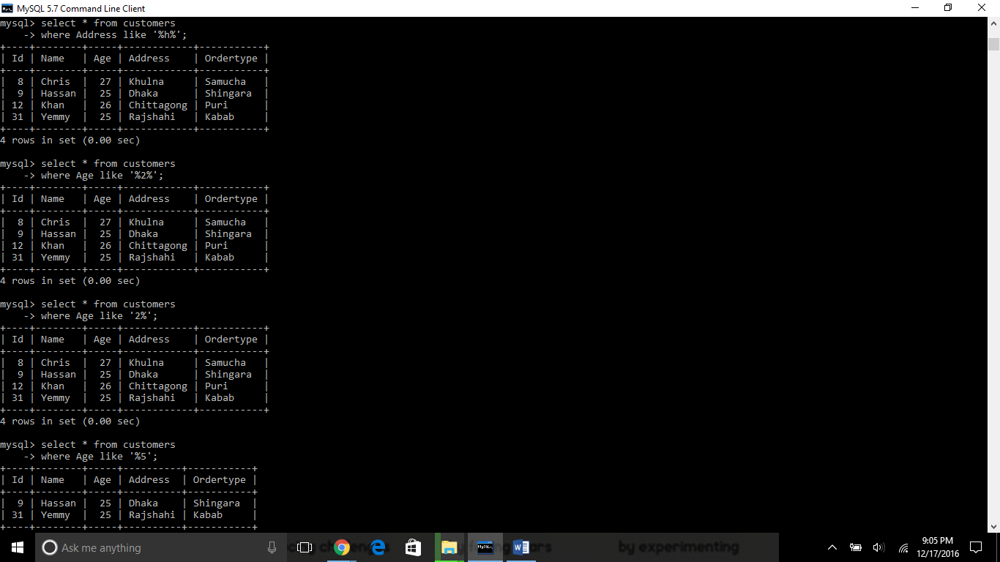 MySQL 5.7 Command Line Client
mysql> select * from customers
    -> where Address like '%h%';
+----+--------+-----+------------+-----------+
| Id | Name   | Age | Address    | Ordertype |
+----+--------+-----+------------+-----------+
|  8 | Chris  |  27 | Khulna     | Samucha   |
|  9 | Hassan |  25 | Dhaka      | Shingara  |
| 12 | Khan   |  26 | Chittagong | Puri      |
| 31 | Yemmy  |  25 | Rajshahi   | Kabab     |
+----+--------+-----+------------+-----------+
4 rows in set (0.00 sec)

mysql> select * from customers
    -> where Age like '%2%';
+----+--------+-----+------------+-----------+
| Id | Name   | Age | Address    | Ordertype |
+----+--------+-----+------------+-----------+
|  8 | Chris  |  27 | Khulna     | Samucha   |
|  9 | Hassan |  25 | Dhaka      | Shingara  |
| 12 | Khan   |  26 | Chittagong | Puri      |
| 31 | Yemmy  |  25 | Rajshahi   | Kabab     |
+----+--------+-----+------------+-----------+
4 rows in set (0.00 sec)

mysql> select * from customers
    -> where Age like '2%';
+----+--------+-----+------------+-----------+
| Id | Name   | Age | Address    | Ordertype |
+----+--------+-----+------------+-----------+
|  8 | Chris  |  27 | Khulna     | Samucha   |
|  9 | Hassan |  25 | Dhaka      | Shingara  |
| 12 | Khan   |  26 | Chittagong | Puri      |
| 31 | Yemmy  |  25 | Rajshahi   | Kabab     |
+----+--------+-----+------------+-----------+
4 rows in set (0.00 sec)

mysql> select * from customers
    -> where Age like '%5';
+----+--------+-----+----------+-----------+
| Id | Name   | Age | Address  | Ordertype |
+----+--------+-----+----------+-----------+
|  9 | Hassan |  25 | Dhaka    | Shingara  |
| 31 | Yemmy  |  25 | Rajshahi | Kabab     |
+----+--------+-----+----------+-----------+
Ask me anything
by experimenting
9:05 PM
12/17/2016